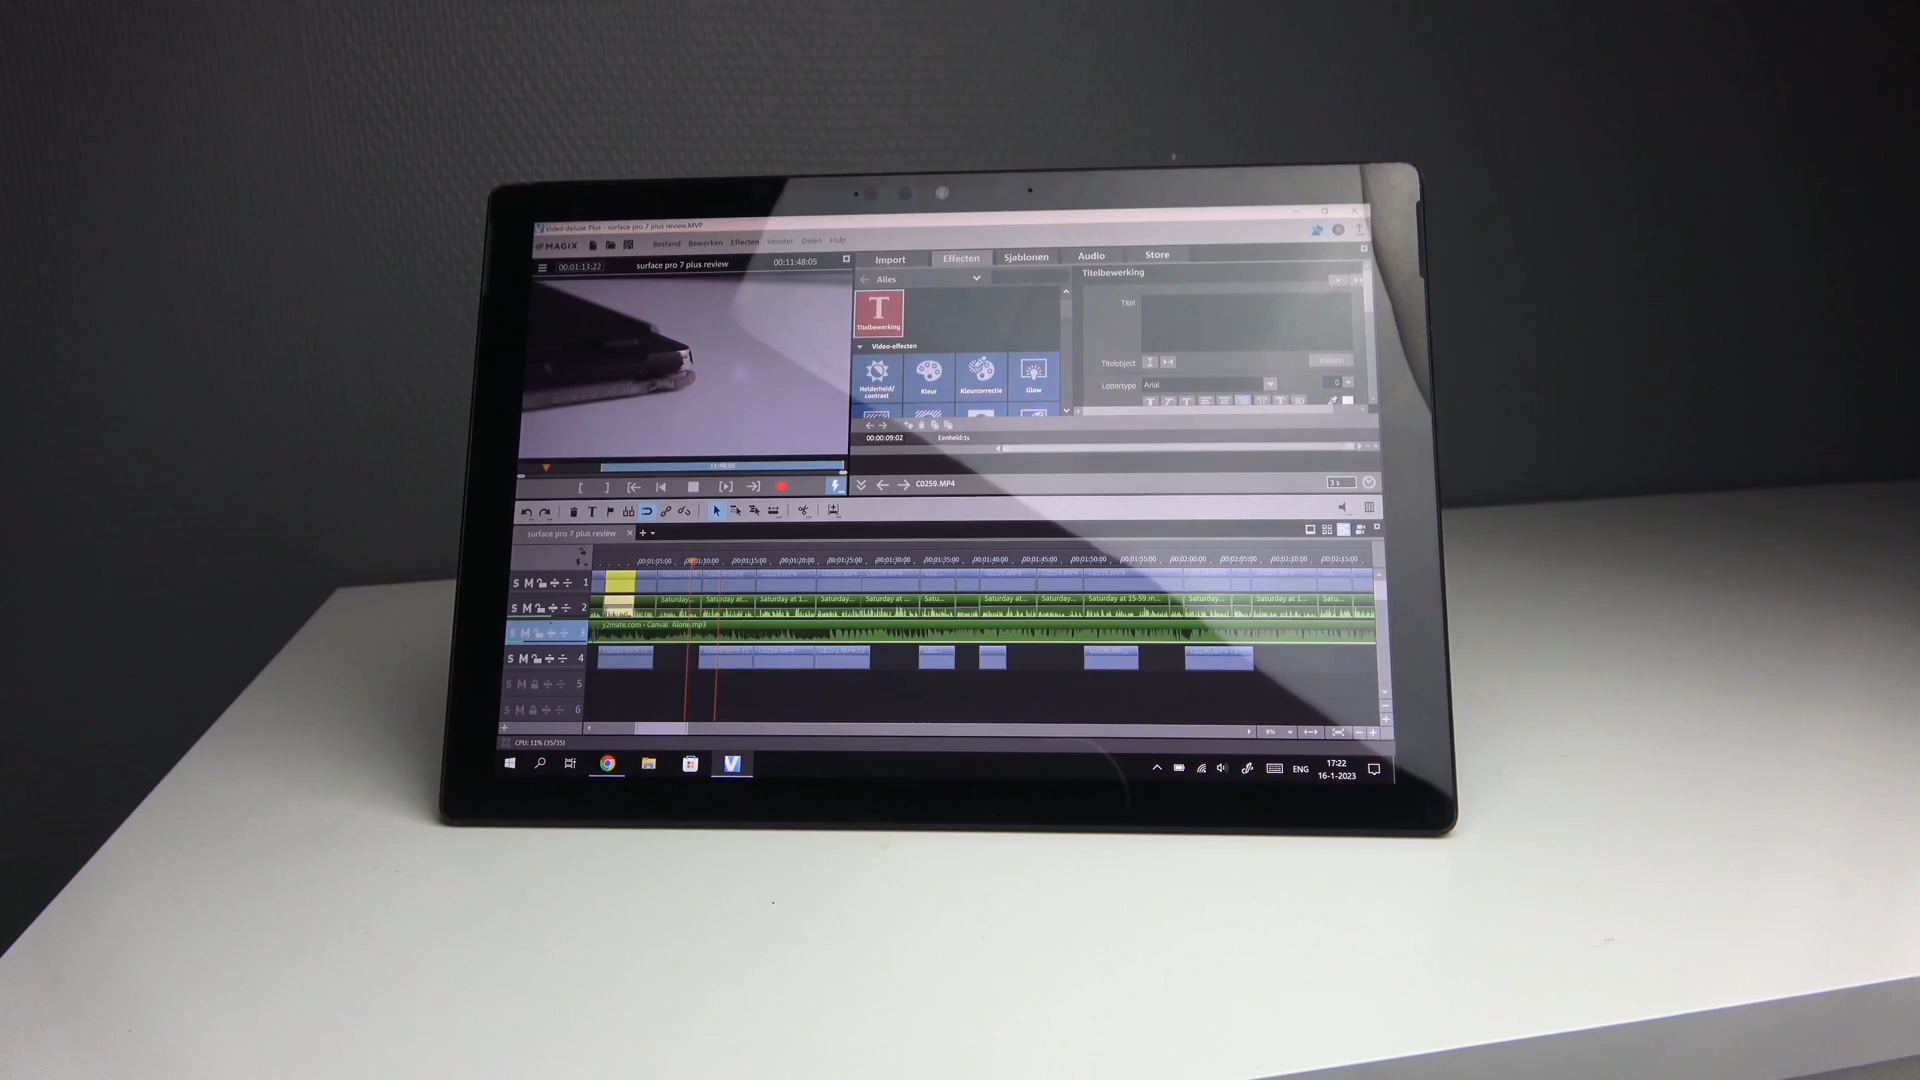 Video deluxe Plus - surface pro 7 plus review.MVP
MAGIX Bestand Bewerken Effecten Venster Delen Hulp
00:01:13:22 surface pro 7 plus review 00:11:48:05
Import Effecten Sjablonen Audio Store
Alles
Titelbewerking
Titelbewerking
Titel
Video-effecten
Helderheid/
contrast
Kleur
Kleurcorrectie
Glow
Titelobject
Wissen
Lettertype Arial 0
3D
00:00:09:02 Eenheid:1s
11:48:05
C0259.MP4 3 s
surface pro 7 plus review
00:01:05:00 00:01:10:00 00:01:15:00 00:01:20:00 00:01:25:00 00:01:30:00 00:01:35:00 00:01:40:00 00:01:45:00 00:01:50:00 00:01:55:00 00:02:00:00 00:02:05:00 00:02:10:00 00:02:15:00
S M 1
S M 2 Saturday... Saturday at ... Saturday at 1... Saturday... Saturday at ... Satu... Saturday at ... Saturday... Saturday at 15-59.m... Saturday ... Saturday at 1... Satu...
S M 3 y2mate.com - Canvai Alone.mp3
S M 4
S M 5
S M 6
8%
CPU: 11% (35/35)
ENG
17:22
16-1-2023